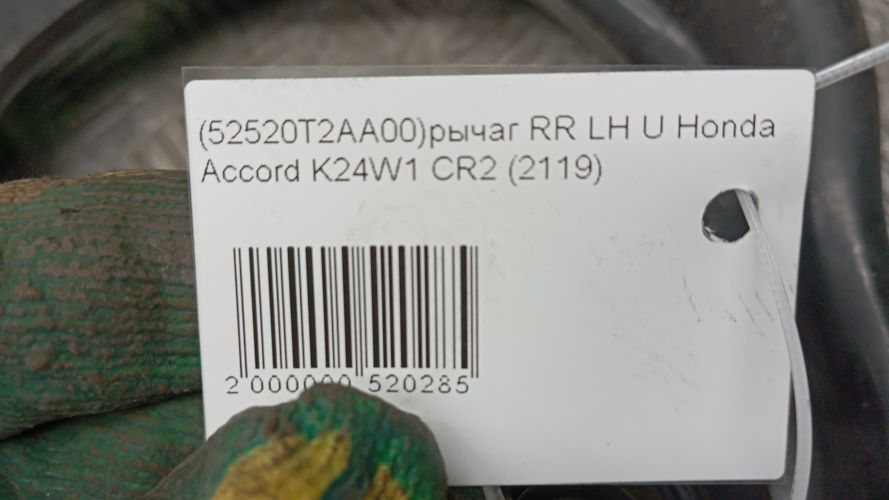 (52520T2AA00)рычаг RR LH U Honda
Accord K24W1 CR2 (2119)
2 000000 520285